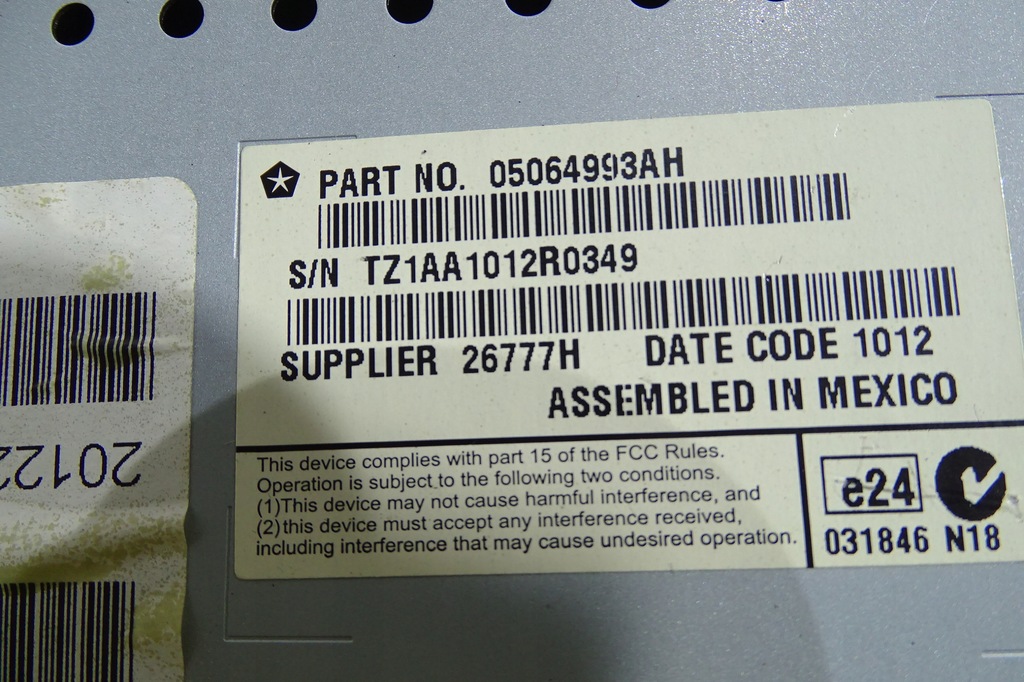 PART NO. 05064993AH
S/N TZ1AA1012R0349
SUPPLIER 26777H DATE CODE 1012
ASSEMBLED IN MEXICO
This device complies with part 15 of the FCC Rules.
Operation is subject to the following two conditions.
(1)This device may not cause harmful interference, and
(2)this device must accept any interference received,
including interference that may cause undesired operation.
e24
031846 N18